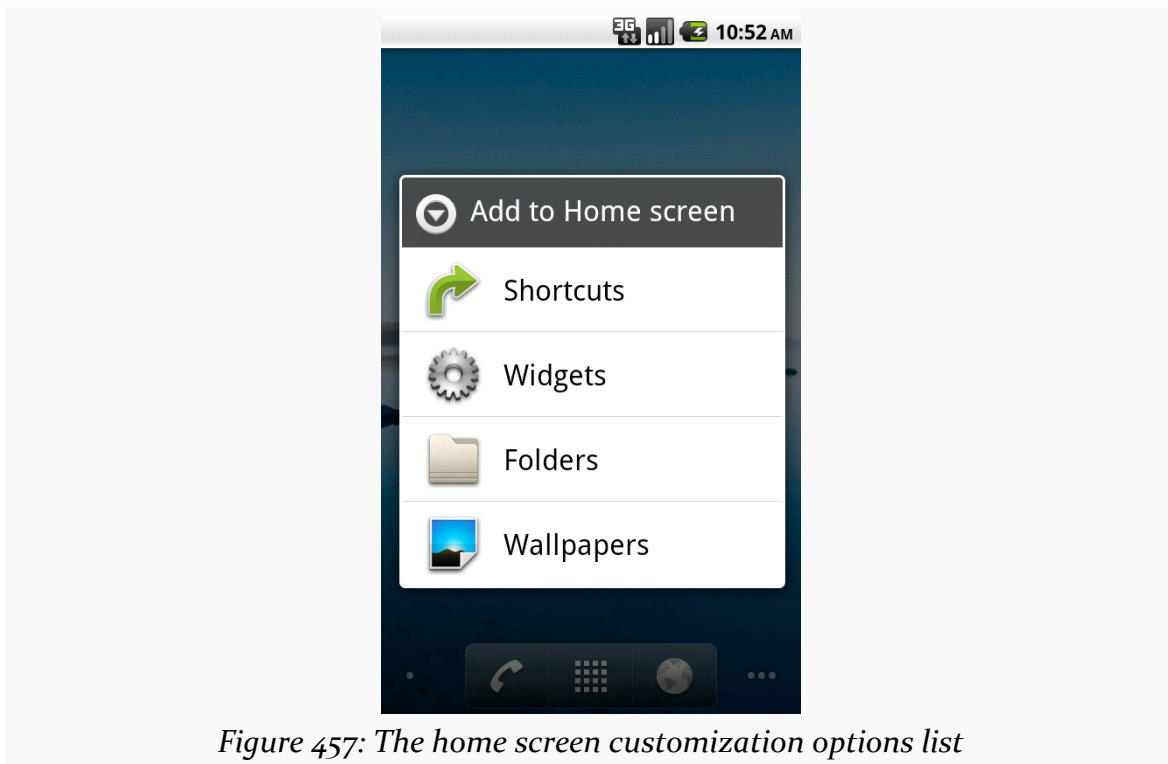 3G 10:52 AM
Add to Home screen
Shortcuts
Widgets
Folders
Wallpapers
Figure 457: The home screen customization options list